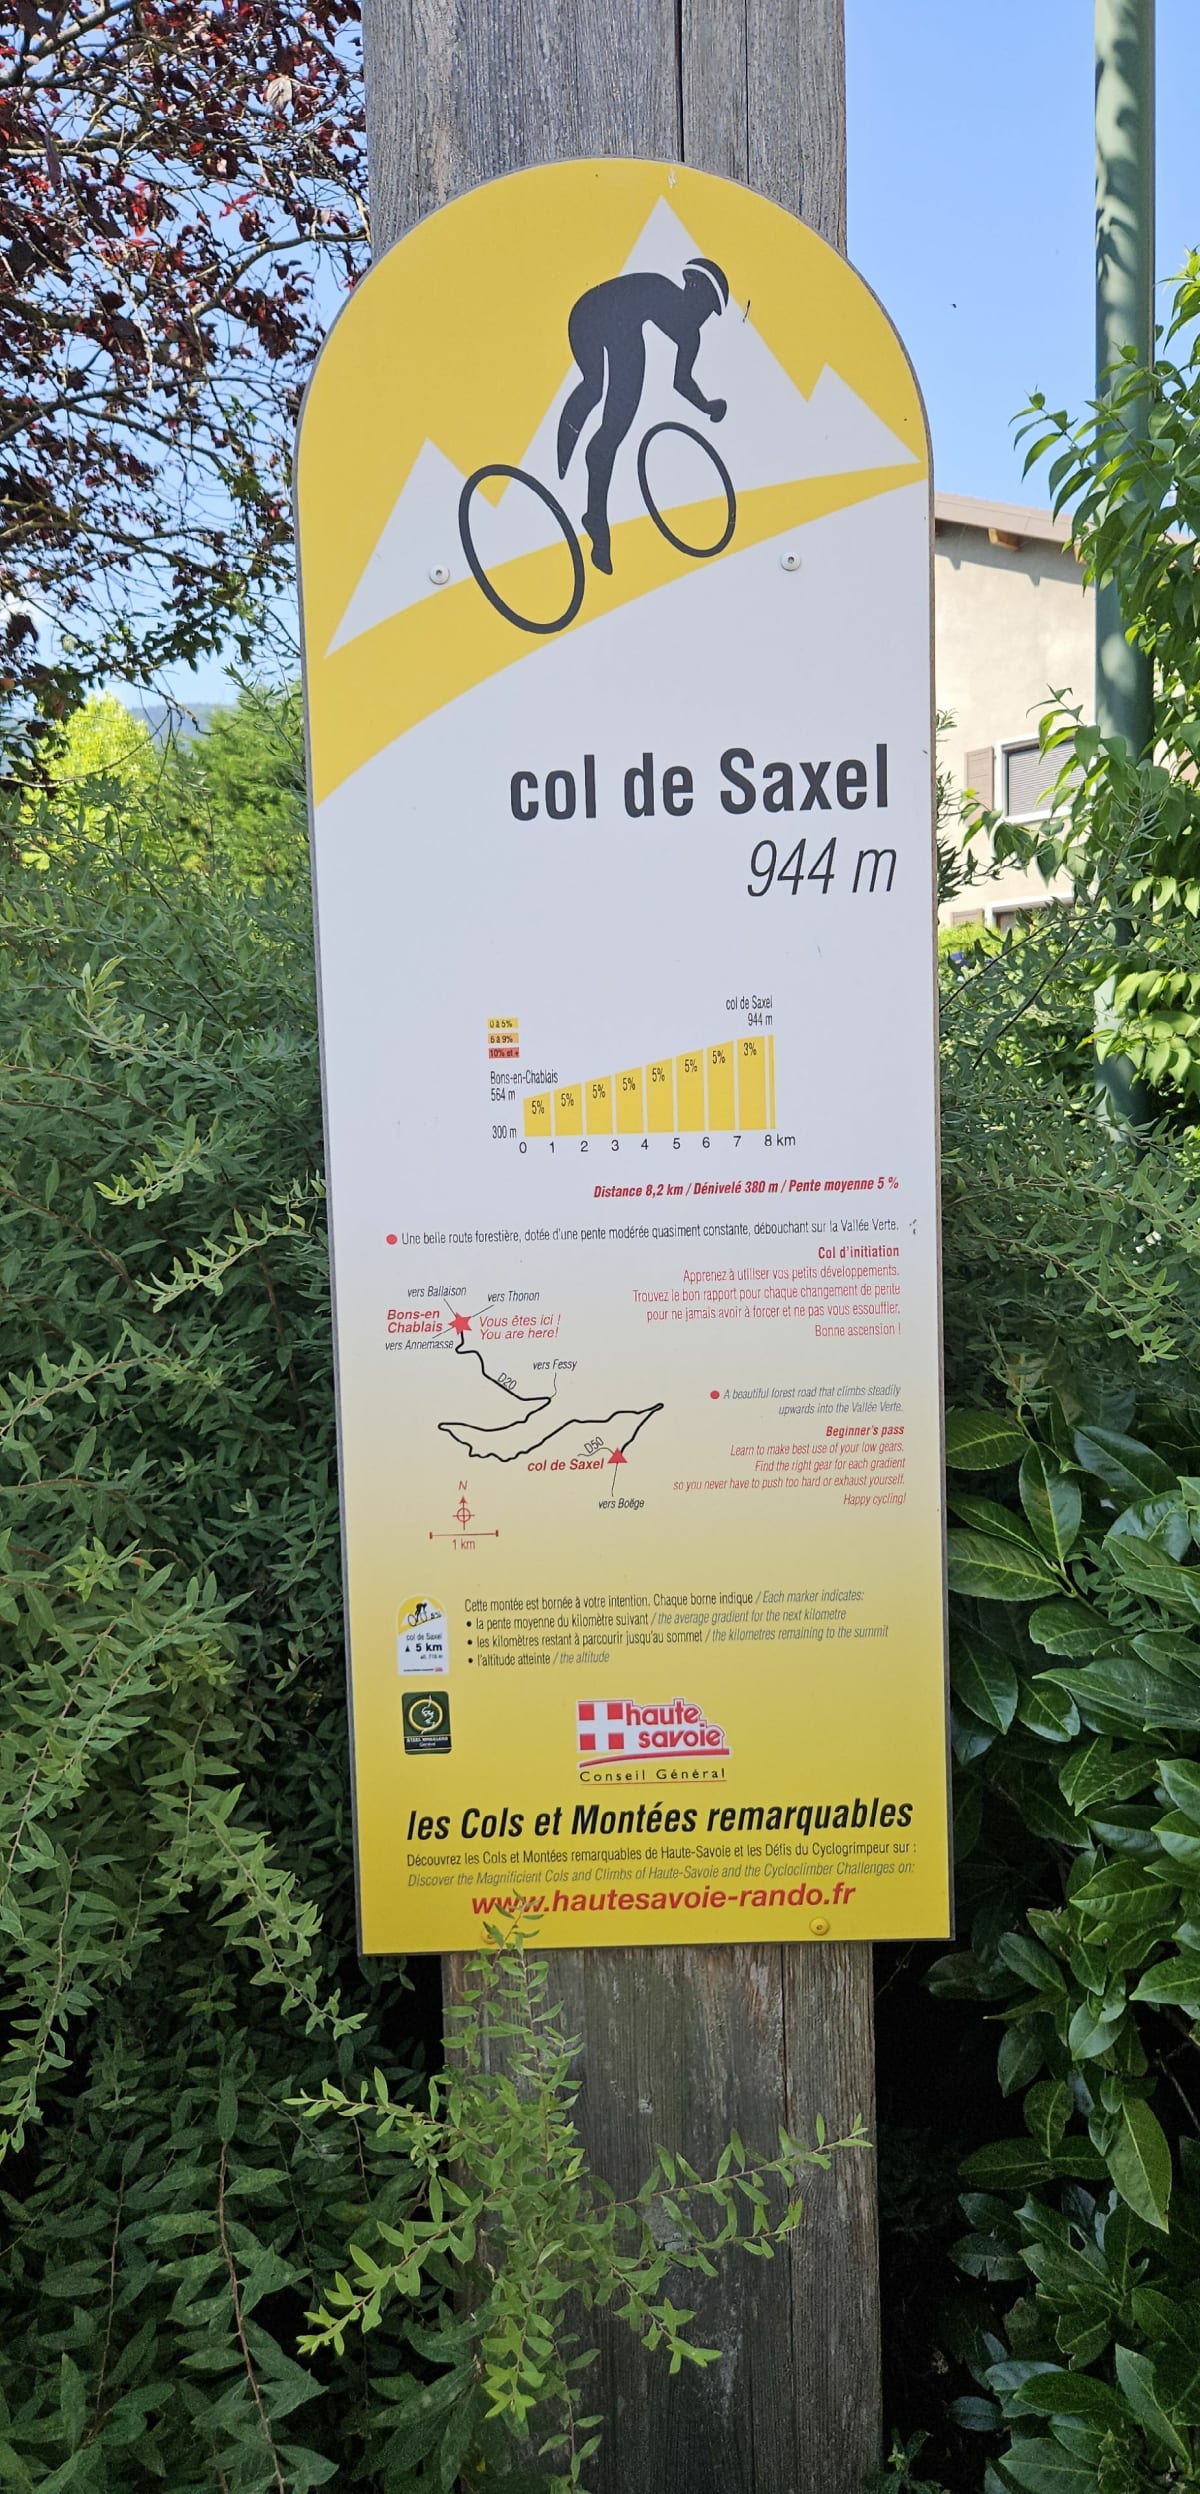 col de Saxel
944 m
col de Saxel
944 m
0 à 5%
6 à 9%
10% et +
Bons-en-Chablais
564 m
300 m
5% 5% 5% 5% 5% 5% 5% 3%
0 1 2 3 4 5 6 7 8 km
Distance 8,2 km / Dénivelé 380 m / Pente moyenne 5 %
Une belle route forestière, dotée d'une pente modérée quasiment constante, débouchant sur la Vallée Verte.
Col d'initiation
Apprenez à utiliser vos petits développements.
Trouvez le bon rapport pour chaque changement de pente
pour ne jamais avoir à forcer et ne pas vous essouffler.
Bonne ascension !
vers Ballaison
vers Thonon
Bons-en
Chablais
Vous êtes ici !
You are here!
vers Annemasse
vers Fessy
D20
D50
col de Saxel
vers Boëge
N
1 km
A beautiful forest road that climbs steadily
upwards into the Vallée Verte.
Beginner's pass
Learn to make best use of your low gears.
Find the right gear for each gradient
so you never have to push too hard or exhaust yourself.
Happy cycling!
Cette montée est bornée à votre intention. Chaque borne indique / Each marker indicates:
• la pente moyenne du kilomètre suivant / the average gradient for the next kilometre
• les kilomètres restant à parcourir jusqu'au sommet / the kilometres remaining to the summit
• l'altitude atteinte / the altitude
col de Saxel
5 km
STEEL WHEELERS
haute
savoie
Conseil Général
les Cols et Montées remarquables
Découvrez les Cols et Montées remarquables de Haute-Savoie et les Défis du Cyclogrimpeur sur :
Discover the Magnificient Cols and Climbs of Haute-Savoie and the Cycloclimber Challenges on:
www.hautesavoie-rando.fr